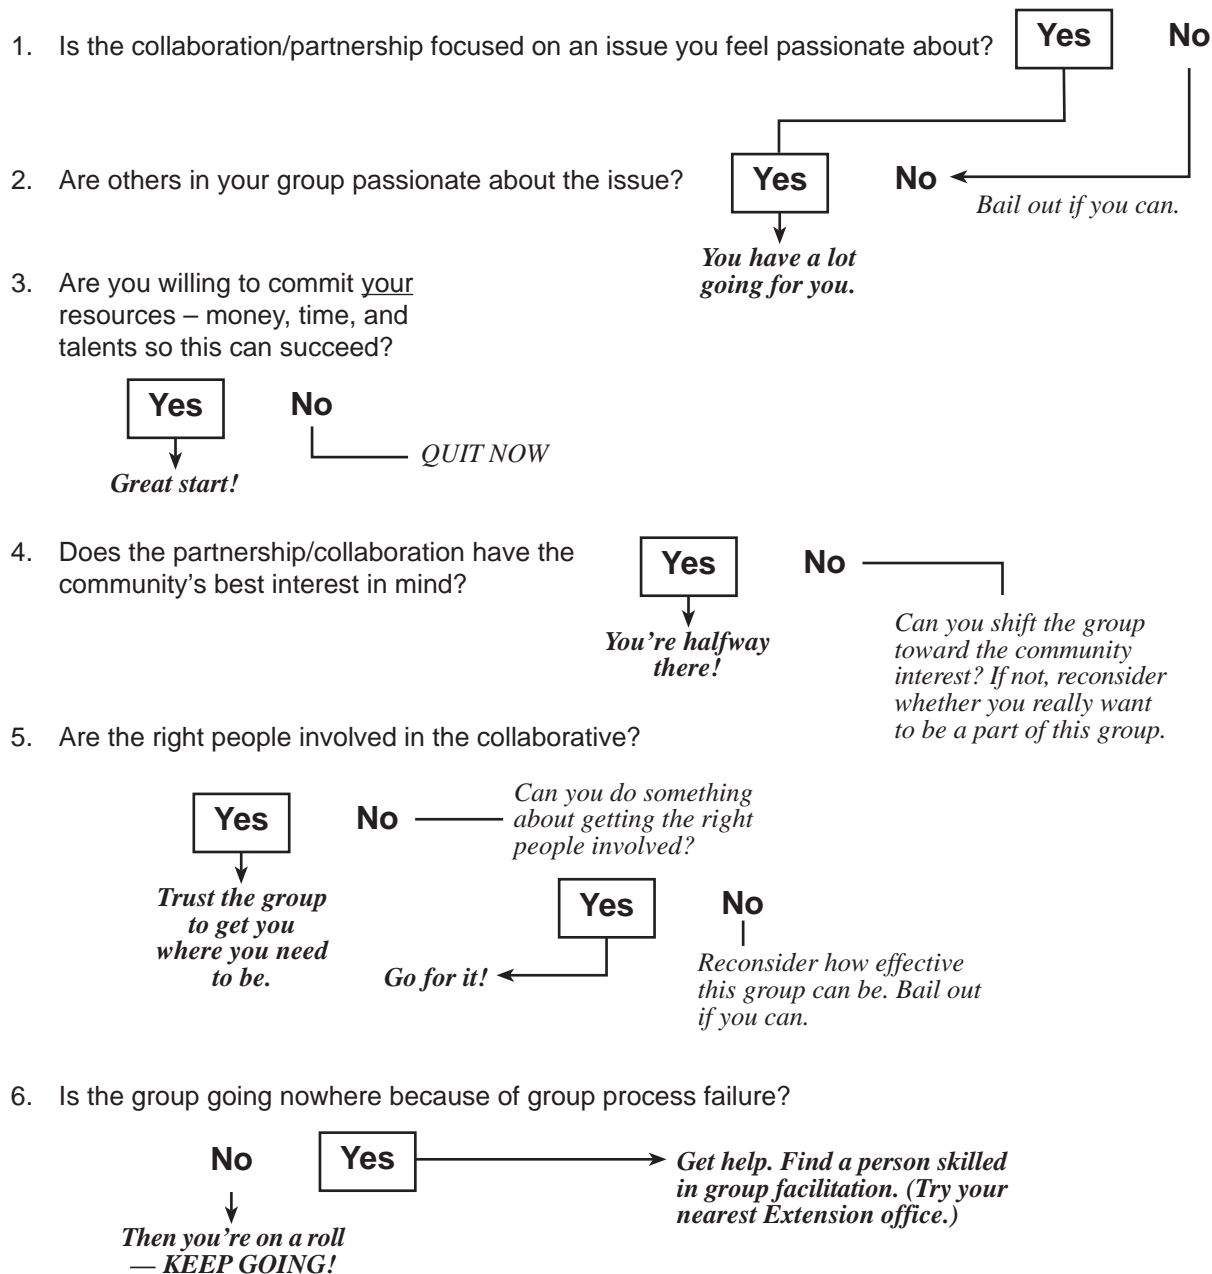 1. Is the collaboration/partnership focused on an issue you feel passionate about? Yes No
2. Are others in your group passionate about the issue? Yes No
Bail out if you can.
You have a lot
going for you.
3. Are you willing to commit your
resources – money, time, and
talents so this can succeed?
Yes No
QUIT NOW
Great start!
4. Does the partnership/collaboration have the
community’s best interest in mind?
Yes No
You’re halfway
there!
Can you shift the group
toward the community
interest? If not, reconsider
whether you really want
to be a part of this group.
5. Are the right people involved in the collaborative?
Yes No
Can you do something
about getting the right
people involved?
Trust the group
to get you
where you need
to be.
Yes No
Go for it!
Reconsider how effective
this group can be. Bail out
if you can.
6. Is the group going nowhere because of group process failure?
No Yes
Get help. Find a person skilled
in group facilitation. (Try your
nearest Extension office.)
Then you’re on a roll
— KEEP GOING!